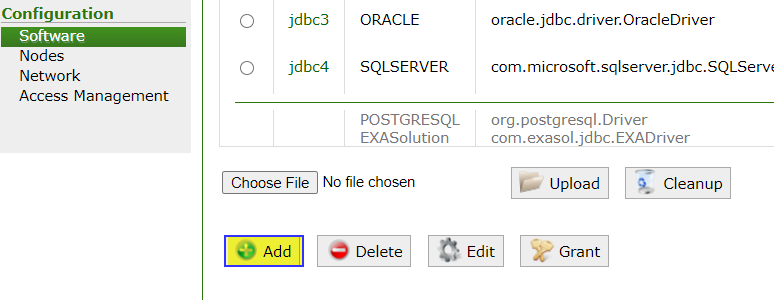 Configuration
Software
Nodes
Network
Access Management
jdbc3 ORACLE oracle.jdbc.driver.OracleDriver
jdbc4 SQLSERVER com.microsoft.sqlserver.jdbc.SQLServe
POSTGRESQL org.postgresql.Driver
EXASolution com.exasol.jdbc.EXADriver
Choose File No file chosen Upload Cleanup
Add Delete Edit Grant